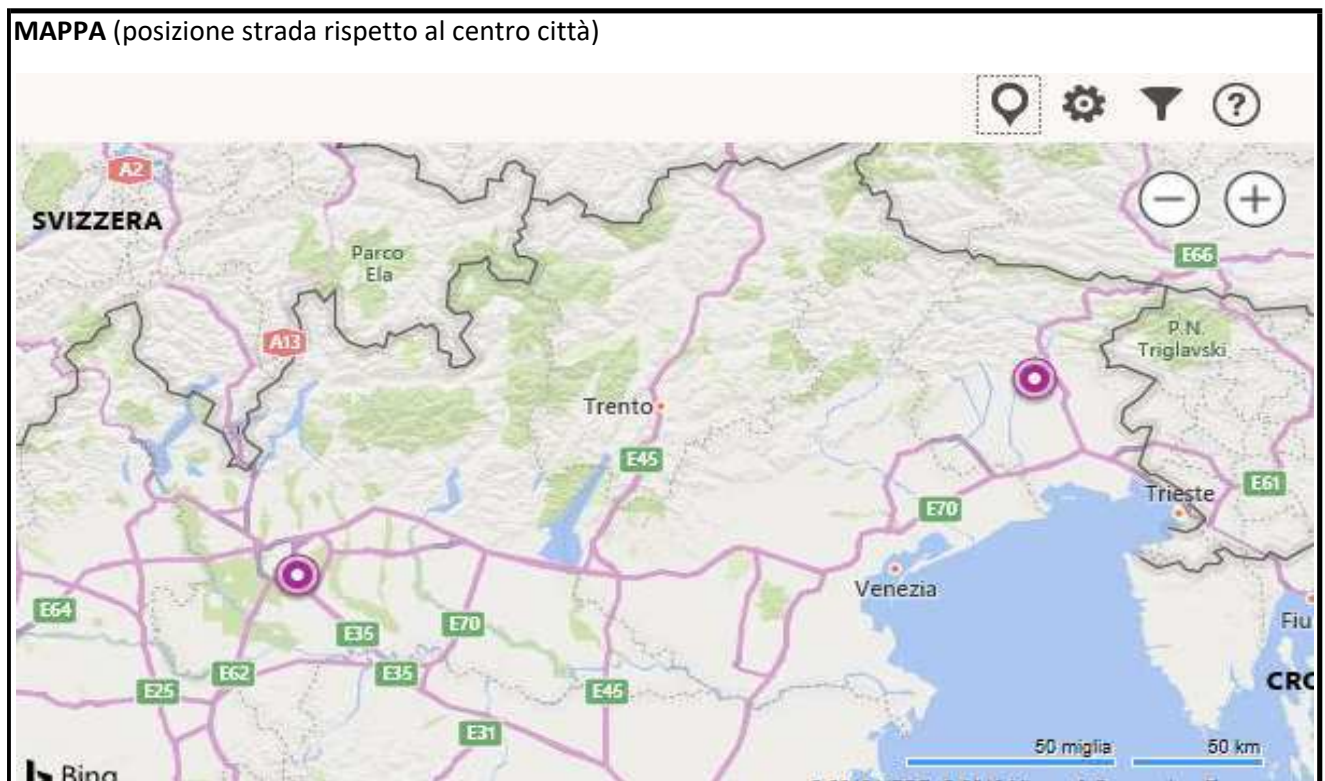 MAPPA (posizione strada rispetto al centro città)
A2
SVIZZERA
Parco
Ela
E66
A13
P.N.
Triglavski
Trento
E45
E61
Trieste
E70
Venezia
E64
E35
E70
Fiu
E62
E35
E25
E45
CRO
E31
50 miglia
50 km
Bing